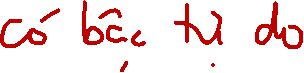 có bậc tự do